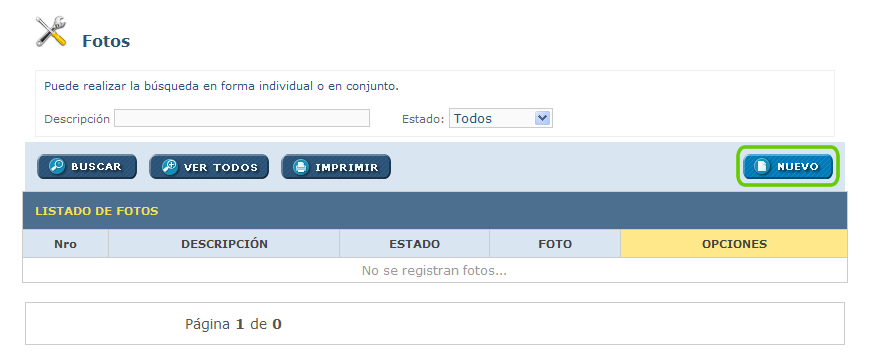 Fotos
Puede realizar la búsqueda en forma individual o en conjunto.
Descripción Estado: Todos
BUSCAR VER TODOS IMPRIMIR NUEVO
LISTADO DE FOTOS
Nro DESCRIPCIÓN ESTADO FOTO OPCIONES
No se registran fotos...
Página 1 de 0